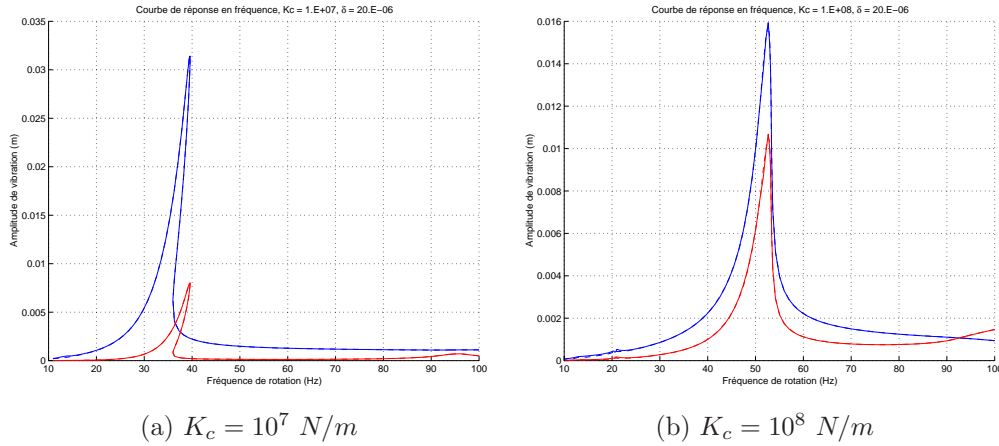 Courbe de réponse en fréquence, Kc = 1.E+07, δ = 20.E−06
0.035
0.03
0.025
0.02
0.015
0.01
0.005
0
Amplitude de vibration (m)
10 20 30 40 50 60 70 80 90 100
Fréquence de rotation (Hz)
(a) K_c = 10^7 N/m
Courbe de réponse en fréquence, Kc = 1.E+08, δ = 20.E−06
0.016
0.014
0.012
0.01
0.008
0.006
0.004
0.002
0
Amplitude de vibration (m)
10 20 30 40 50 60 70 80 90 100
Fréquence de rotation (Hz)
(b) K_c = 10^8 N/m